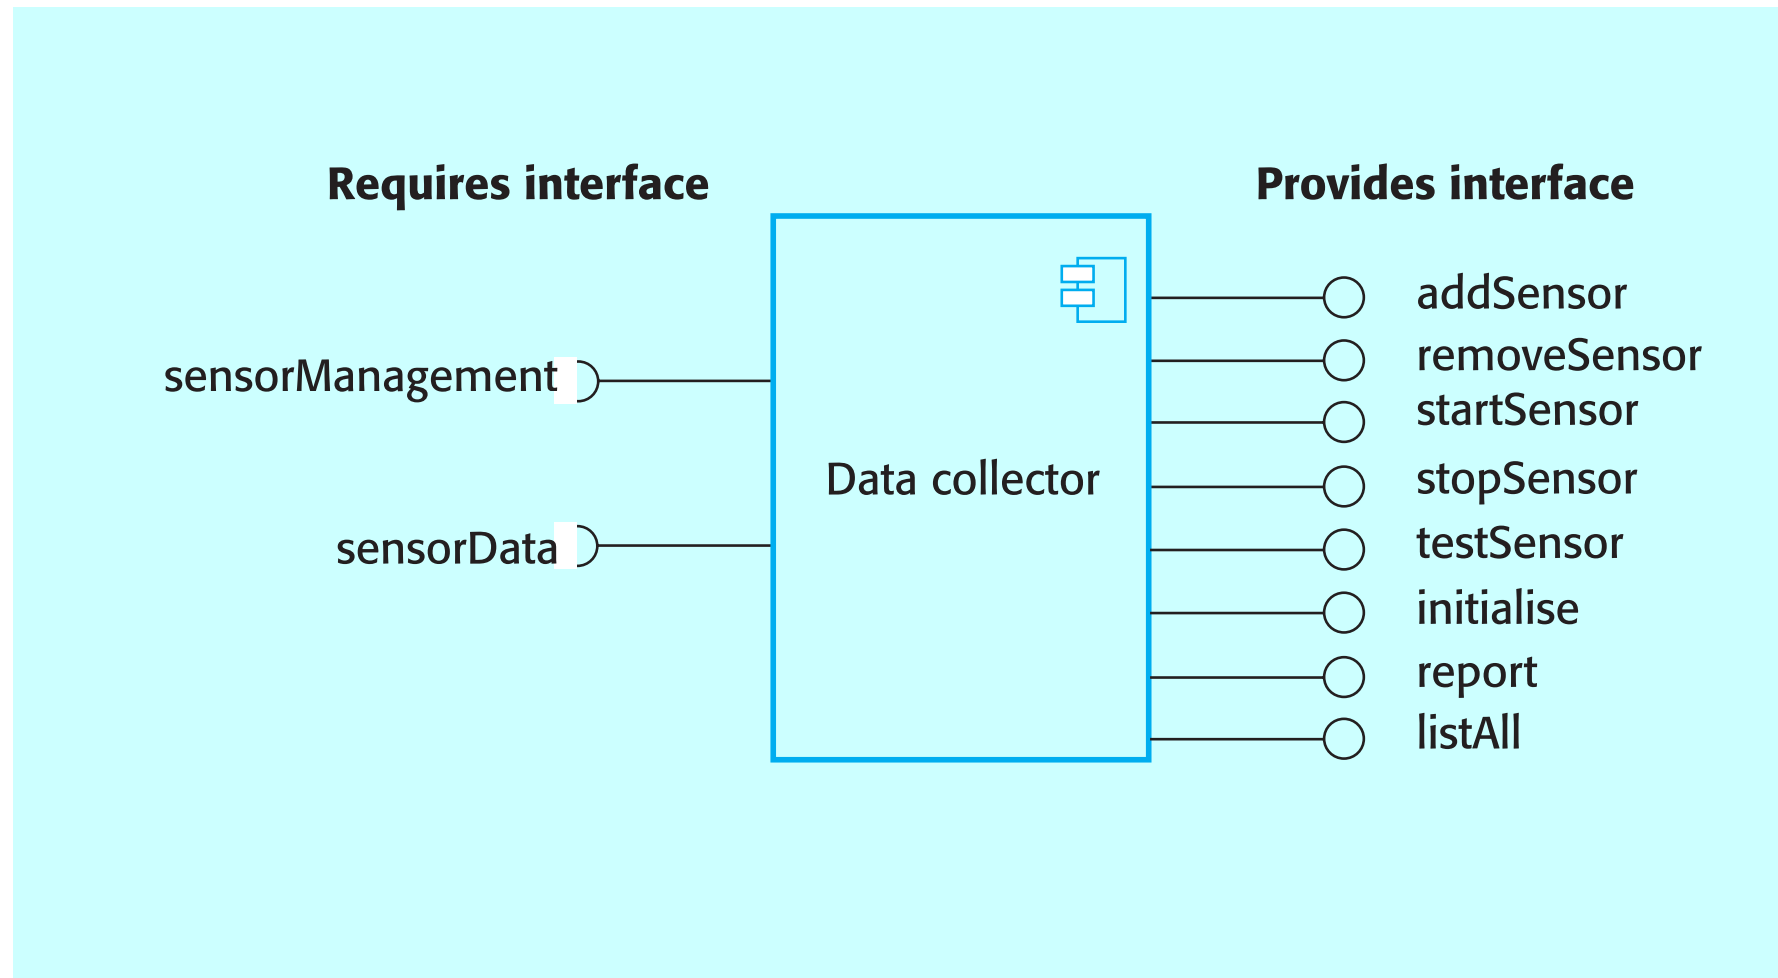 Requires interface
Provides interface
sensorManagement
sensorData
Data collector
addSensor
removeSensor
startSensor
stopSensor
testSensor
initialise
report
listAll